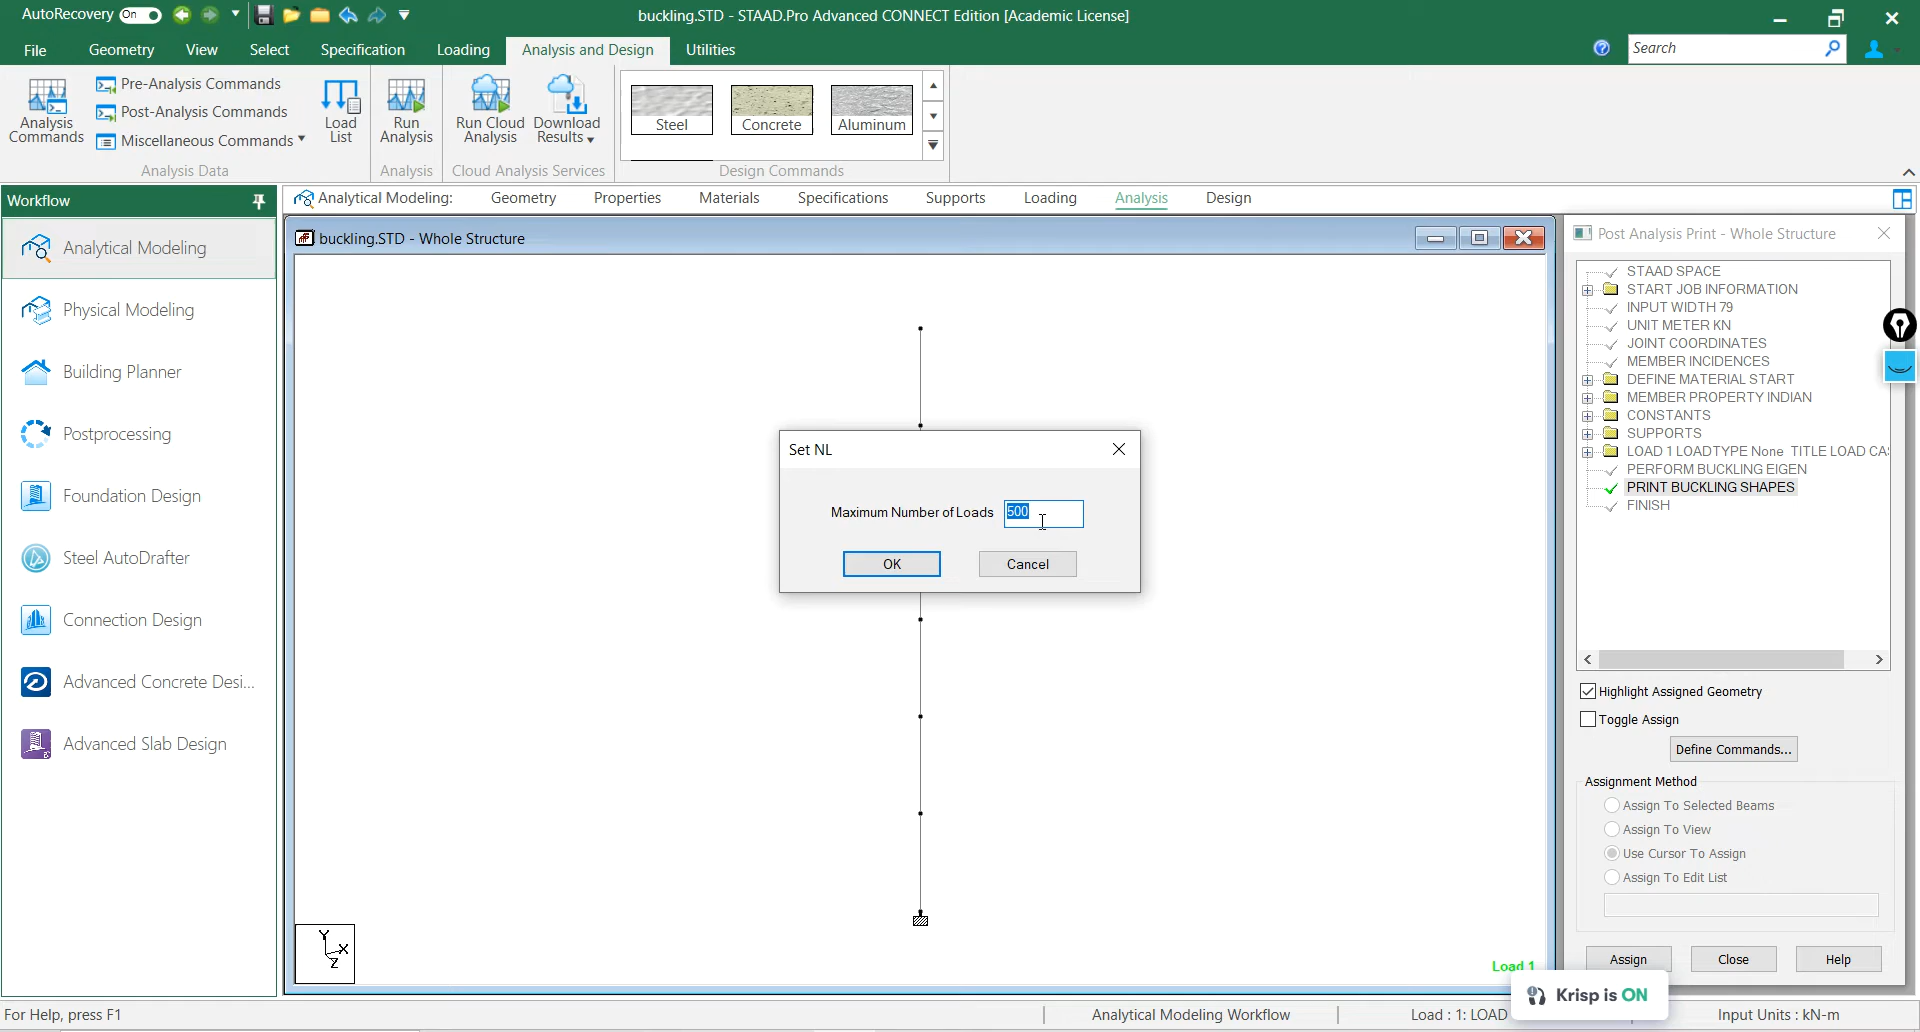 AutoRecovery On
buckling.STD - STAAD.Pro Advanced CONNECT Edition [Academic License]
File Geometry View Select Specification Loading Analysis and Design Utilities
Search
Analysis Commands
Pre-Analysis Commands
Post-Analysis Commands
Miscellaneous Commands
Load List
Run Analysis
Run Cloud Analysis
Download Results
Steel
Concrete
Aluminum
Analysis Data
Analysis
Cloud Analysis Services
Design Commands
Workflow
Analytical Modeling: Geometry Properties Materials Specifications Supports Loading Analysis Design
Analytical Modeling
Physical Modeling
Building Planner
Postprocessing
Foundation Design
Steel AutoDrafter
Connection Design
Advanced Concrete Desi...
Advanced Slab Design
buckling.STD - Whole Structure
Set NL
Maximum Number of Loads 500
OK Cancel
Y
X
Z
Load 1
Post Analysis Print - Whole Structure
STAAD SPACE
START JOB INFORMATION
INPUT WIDTH 79
UNIT METER KN
JOINT COORDINATES
MEMBER INCIDENCES
DEFINE MATERIAL START
MEMBER PROPERTY INDIAN
CONSTANTS
SUPPORTS
LOAD 1 LOADTYPE None TITLE LOAD CA
PERFORM BUCKLING EIGEN
PRINT BUCKLING SHAPES
FINISH
Highlight Assigned Geometry
Toggle Assign
Define Commands...
Assignment Method
Assign To Selected Beams
Assign To View
Use Cursor To Assign
Assign To Edit List
Assign Close Help
Krisp is ON
For Help, press F1
Analytical Modeling Workflow
Load : 1: LOAD
Input Units : kN-m